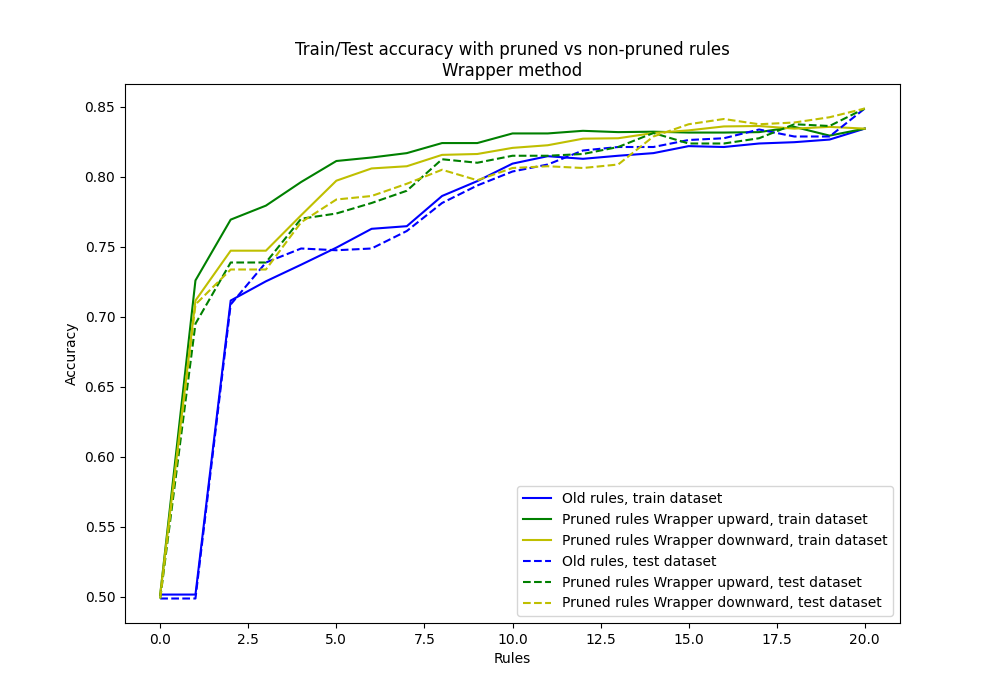 Train/Test accuracy with pruned vs non-pruned rules
Wrapper method
Accuracy
0.85
0.80
0.75
0.70
0.65
0.60
0.55
0.50
Old rules, train dataset
Pruned rules Wrapper upward, train dataset
Pruned rules Wrapper downward, train dataset
Old rules, test dataset
Pruned rules Wrapper upward, test dataset
Pruned rules Wrapper downward, test dataset
0.0 2.5 5.0 7.5 10.0 12.5 15.0 17.5 20.0
Rules